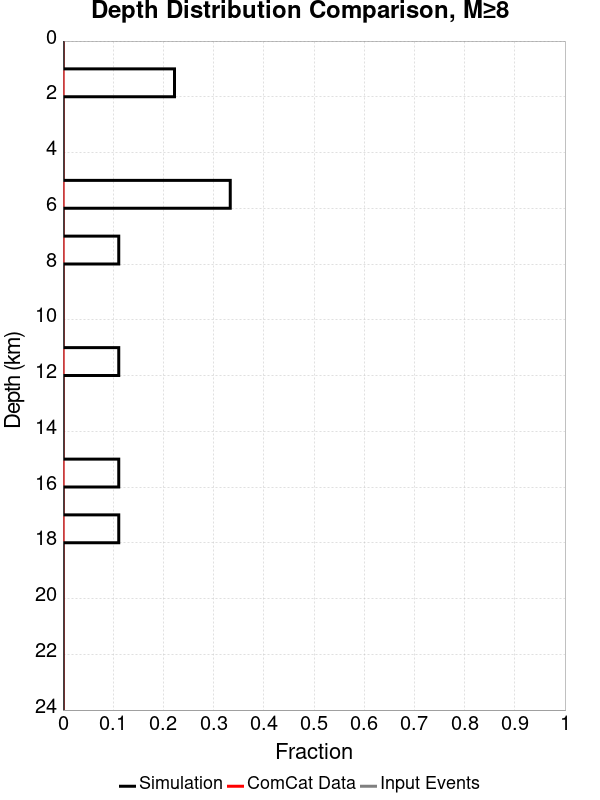 Depth Distribution Comparison, M≥8
0
2
4
6
8
10
12
14
16
18
20
22
24
Depth (km)
0 0.1 0.2 0.3 0.4 0.5 0.6 0.7 0.8 0.9 1
Fraction
Simulation ComCat Data Input Events